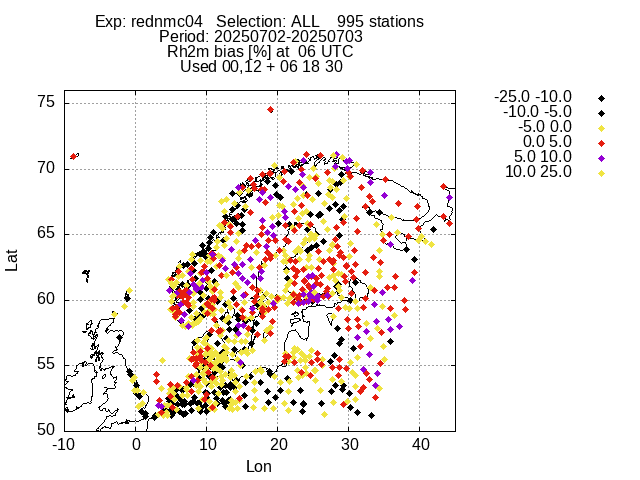 Exp: rednmc04 Selection: ALL 995 stations
Period: 20250702-20250703
Rh2m bias [%] at 06 UTC
Used 00,12 + 06 18 30
-25.0 -10.0
-10.0 -5.0
-5.0 0.0
0.0 5.0
5.0 10.0
10.0 25.0
75
70
65
60
55
50
Lat
-10 0 10 20 30 40
Lon